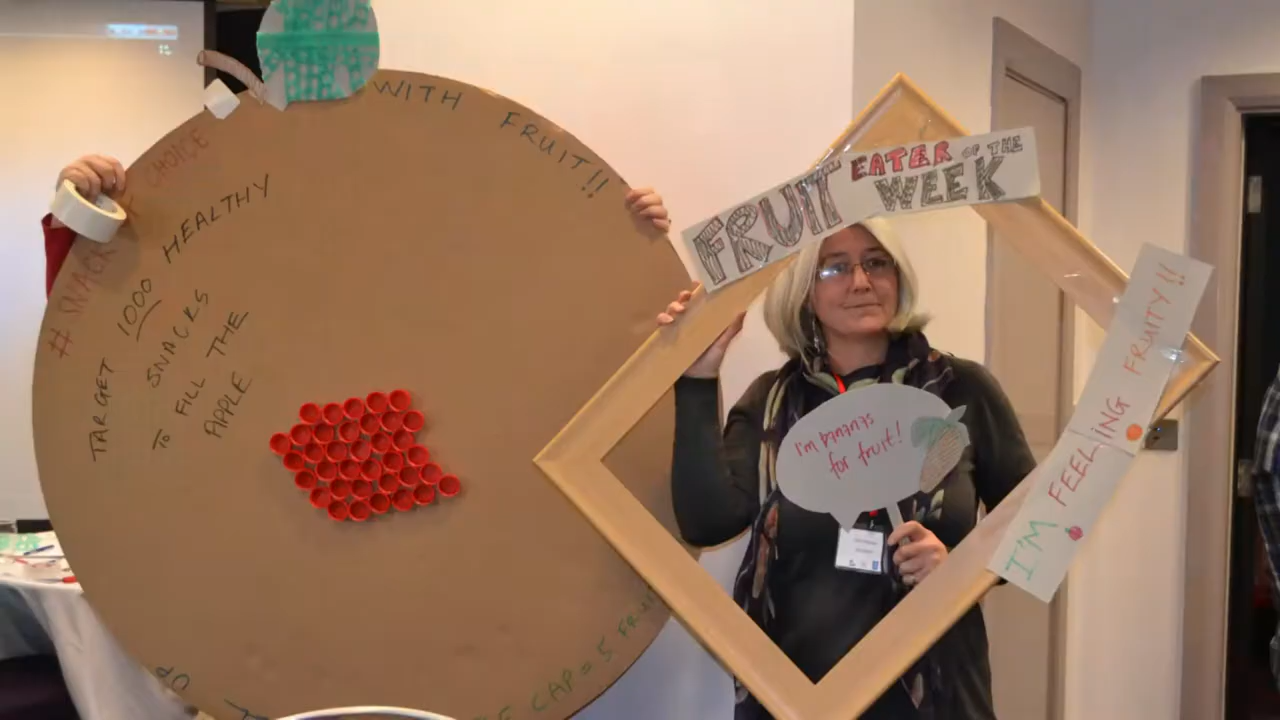 WITH FRUIT!!
# SNACK
CHOICE
TARGET 1000 HEALTHY
SNACKS
TO FILL THE
APPLE
CAP = 5
FRUIT EATER OF THE
WEEK
I'm bananas
for fruit!
I'M FEELING FRUITY!!